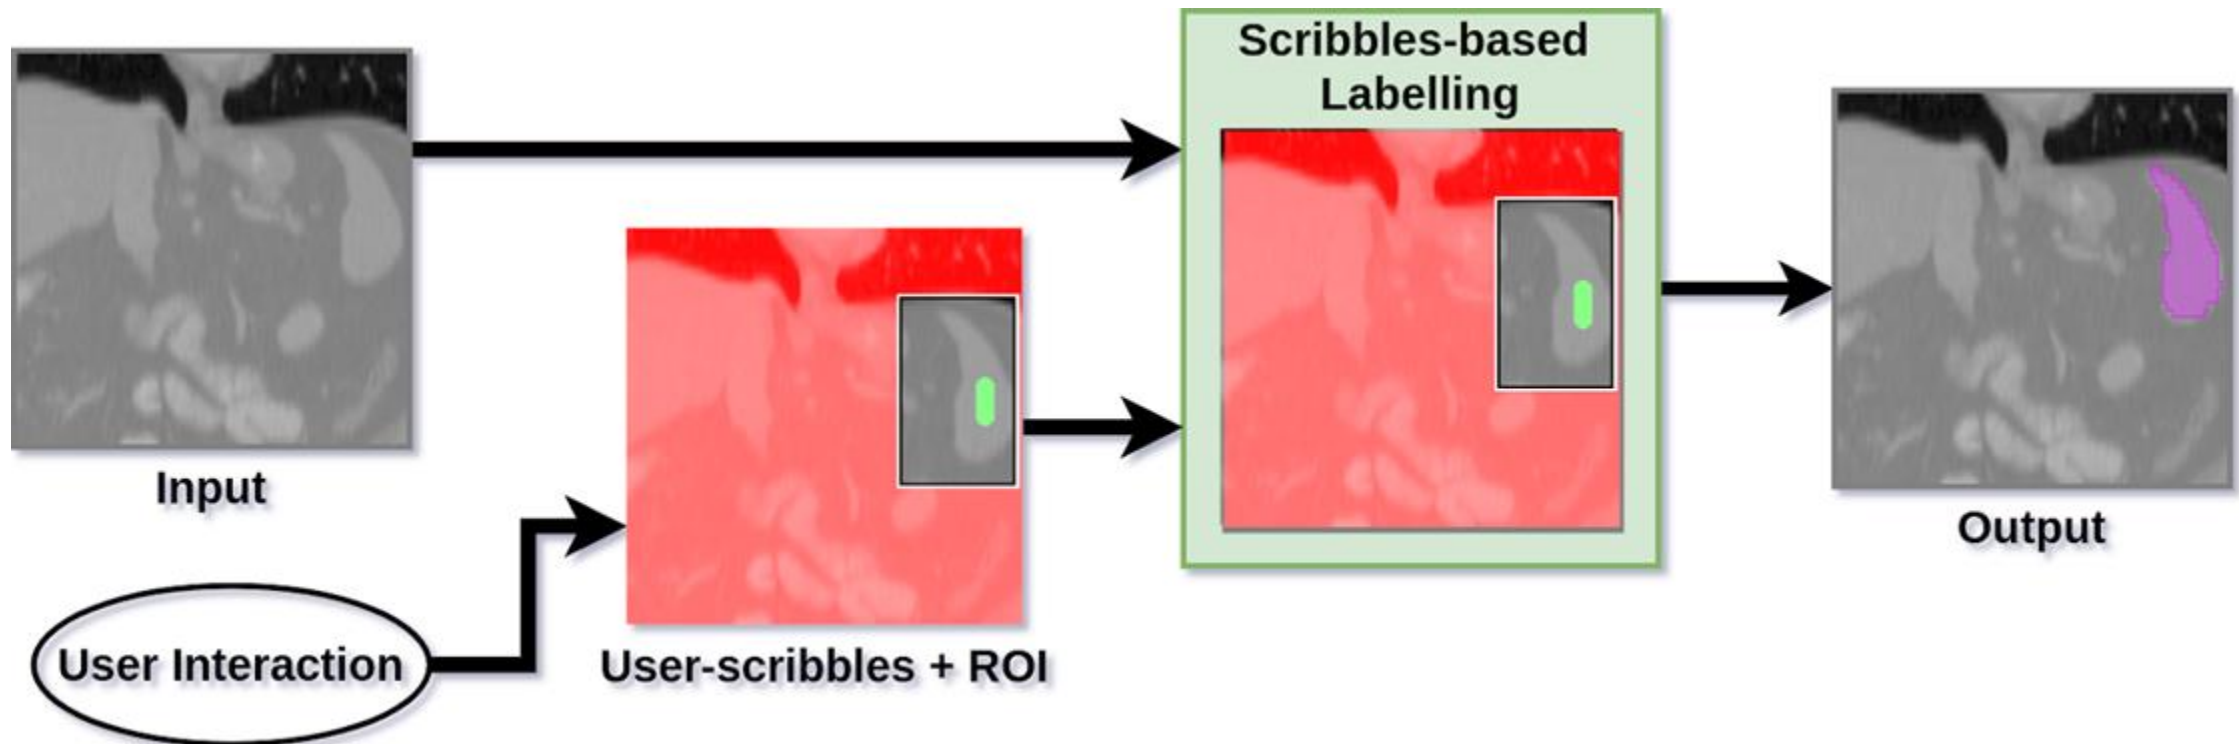 Scribbles-based
Labelling
Input
Output
User Interaction
User-scribbles + ROI